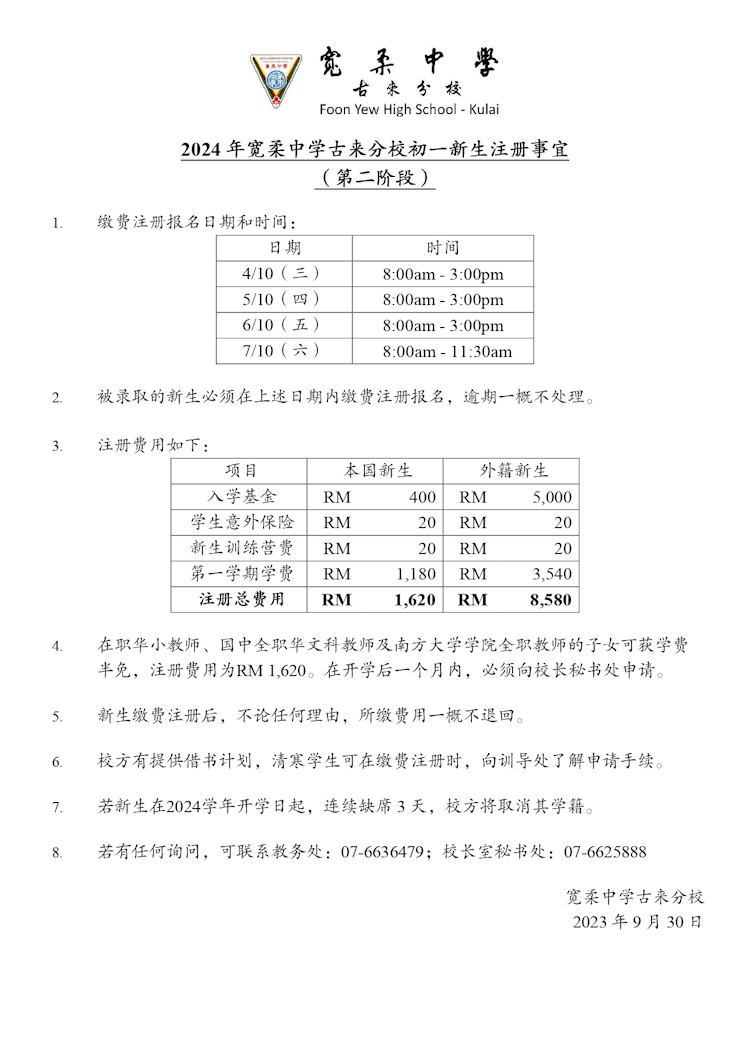 寬柔中學
古來分校
Foon Yew High School - Kulai
2024 年宽柔中学古来分校初一新生注册事宜
（第二阶段）
1. 缴费注册报名日期和时间：
日期 时间
4/10（三） 8:00am - 3:00pm
5/10（四） 8:00am - 3:00pm
6/10（五） 8:00am - 3:00pm
7/10（六） 8:00am - 11:30am
2. 被录取的新生必须在上述日期内缴费注册报名，逾期一概不处理。
3. 注册费用如下：
项目 本国新生 外籍新生
入学基金 RM 400 RM 5,000
学生意外保险 RM 20 RM 20
新生训练营费 RM 20 RM 20
第一学期学费 RM 1,180 RM 3,540
注册总费用 RM 1,620 RM 8,580
4. 在职华小教师、国中全职华文科教师及南方大学学院全职教师的子女可获学费
半免，注册费用为RM 1,620。在开学后一个月内，必须向校长秘书处申请。
5. 新生缴费注册后，不论任何理由，所缴费用一概不退回。
6. 校方有提供借书计划，清寒学生可在缴费注册时，向训导处了解申请手续。
7. 若新生在2024学年开学日起，连续缺席 3 天，校方将取消其学籍。
8. 若有任何询问，可联系教务处：07-6636479；校长室秘书处：07-6625888
宽柔中学古来分校
2023 年 9 月 30 日